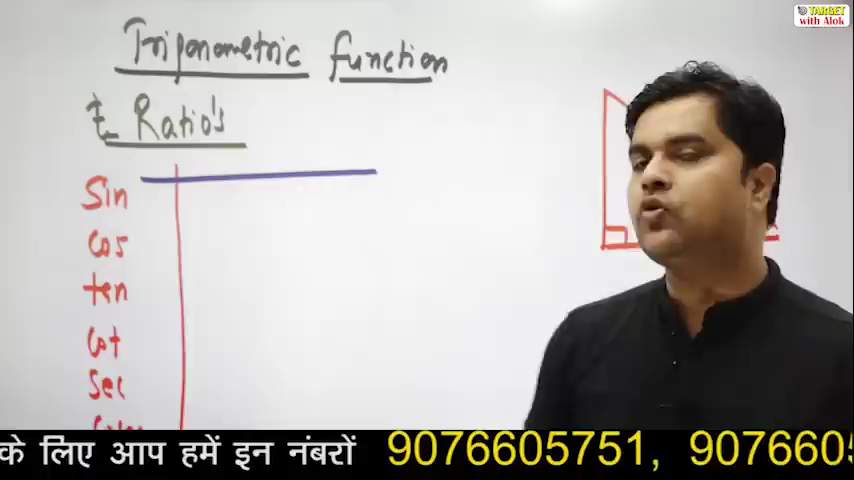 TARGET
with Alok
Trigonometric function
t- Ratio's
Sin
Cos
ten
Cot
Sec
के लिए आप हमें इन नंबरों 9076605751, 907660